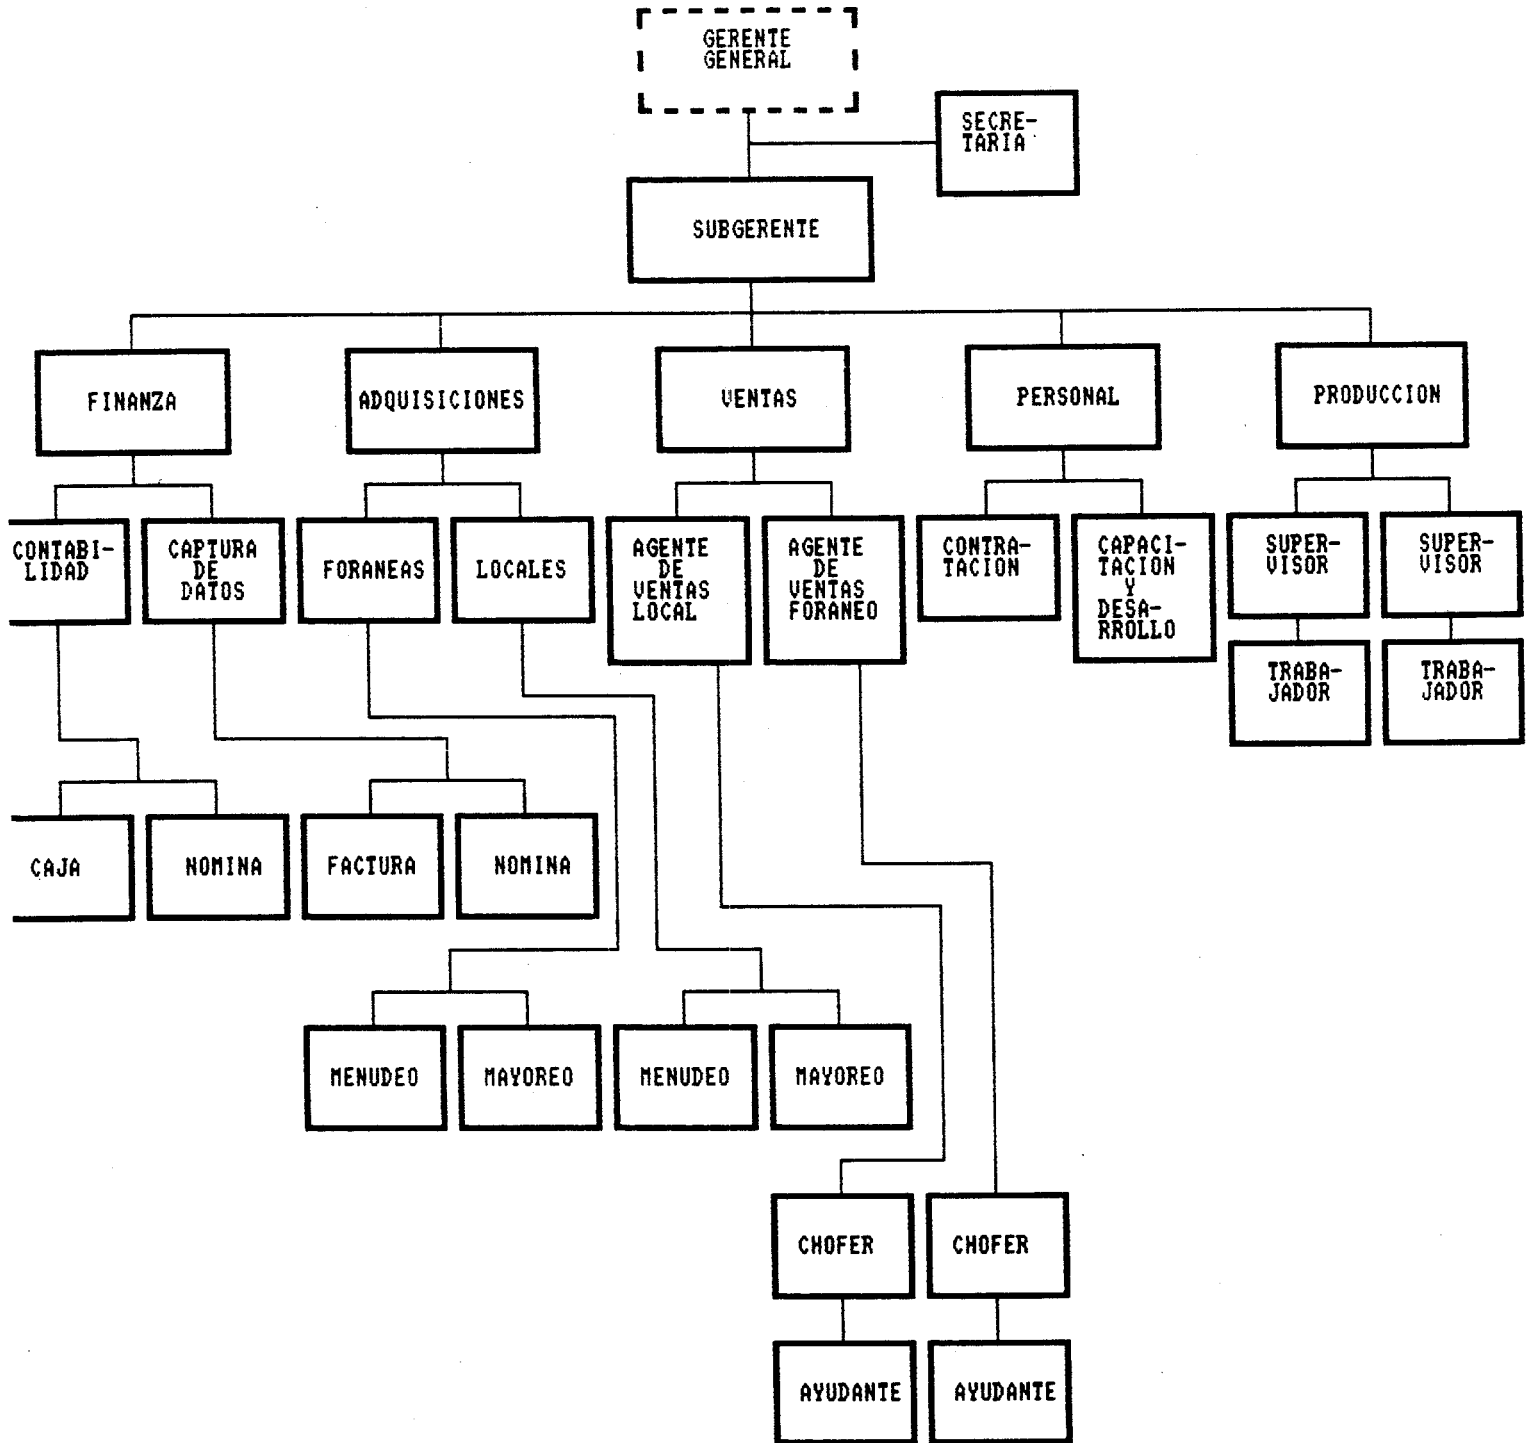 GERENTE
GENERAL
SECRE-
TARIA
SUBGERENTE
FINANZA
ADQUISICIONES
VENTAS
PERSONAL
PRODUCCION
CONTABI-
LIDAD
CAPTURA
DE
DATOS
FORANEAS
LOCALES
AGENTE
DE
VENTAS
LOCAL
AGENTE
DE
VENTAS
FORANEO
CONTRA-
TACION
CAPACI-
TACION
Y
DESA-
RROLLO
SUPER-
VISOR
SUPER-
VISOR
TRABA-
JADOR
TRABA-
JADOR
CAJA
NOMINA
FACTURA
NOMINA
MENUDEO
MAYOREO
MENUDEO
MAYOREO
CHOFER
CHOFER
AYUDANTE
AYUDANTE